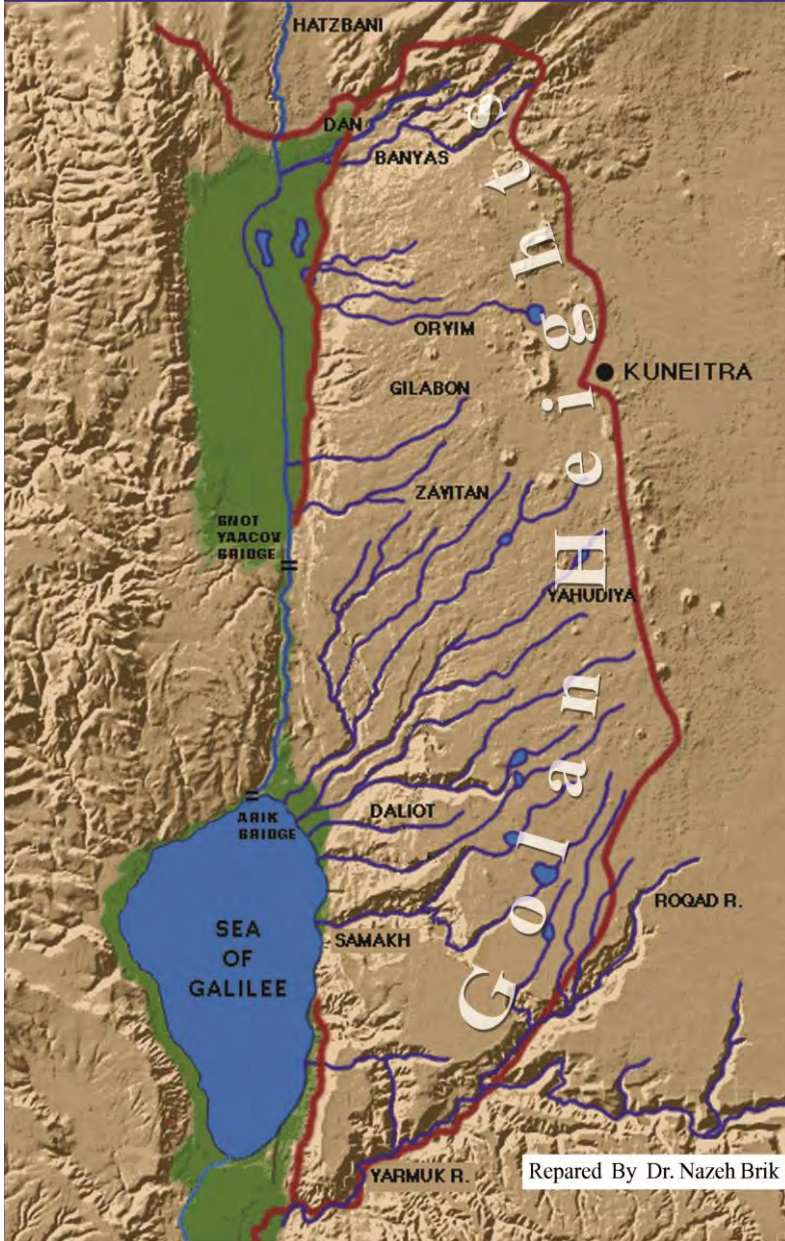 HATZBANI
DAN
BANYAS
ORYIM
KUNEITRA
GILABON
ZAVITAN
BNOT
YAACOV
BRIDGE
YAHUDIYA
Golan Heights
ARIK
BRIDGE
DALIOT
ROQAD R.
SEA
OF
GALILEE
SAMAKH
YARMUK R.
Repared By Dr. Nazeh Brik